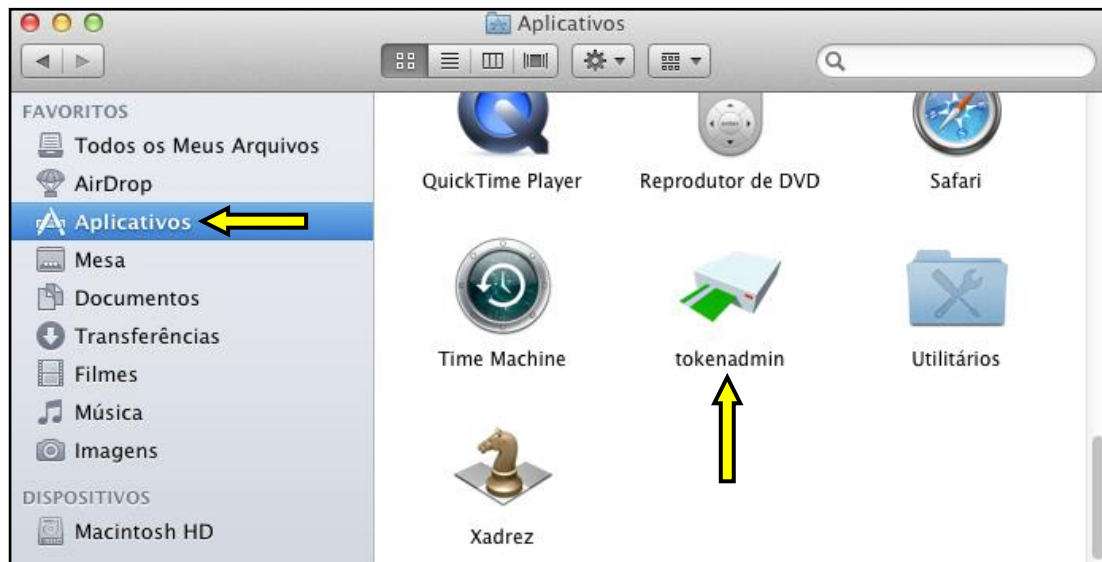 Aplicativos
FAVORITOS
Todos os Meus Arquivos
AirDrop
Aplicativos
Mesa
Documentos
Transferências
Filmes
Música
Imagens
DISPOSITIVOS
Macintosh HD
QuickTime Player
Reprodutor de DVD
Safari
Time Machine
tokenadmin
Utilitários
Xadrez